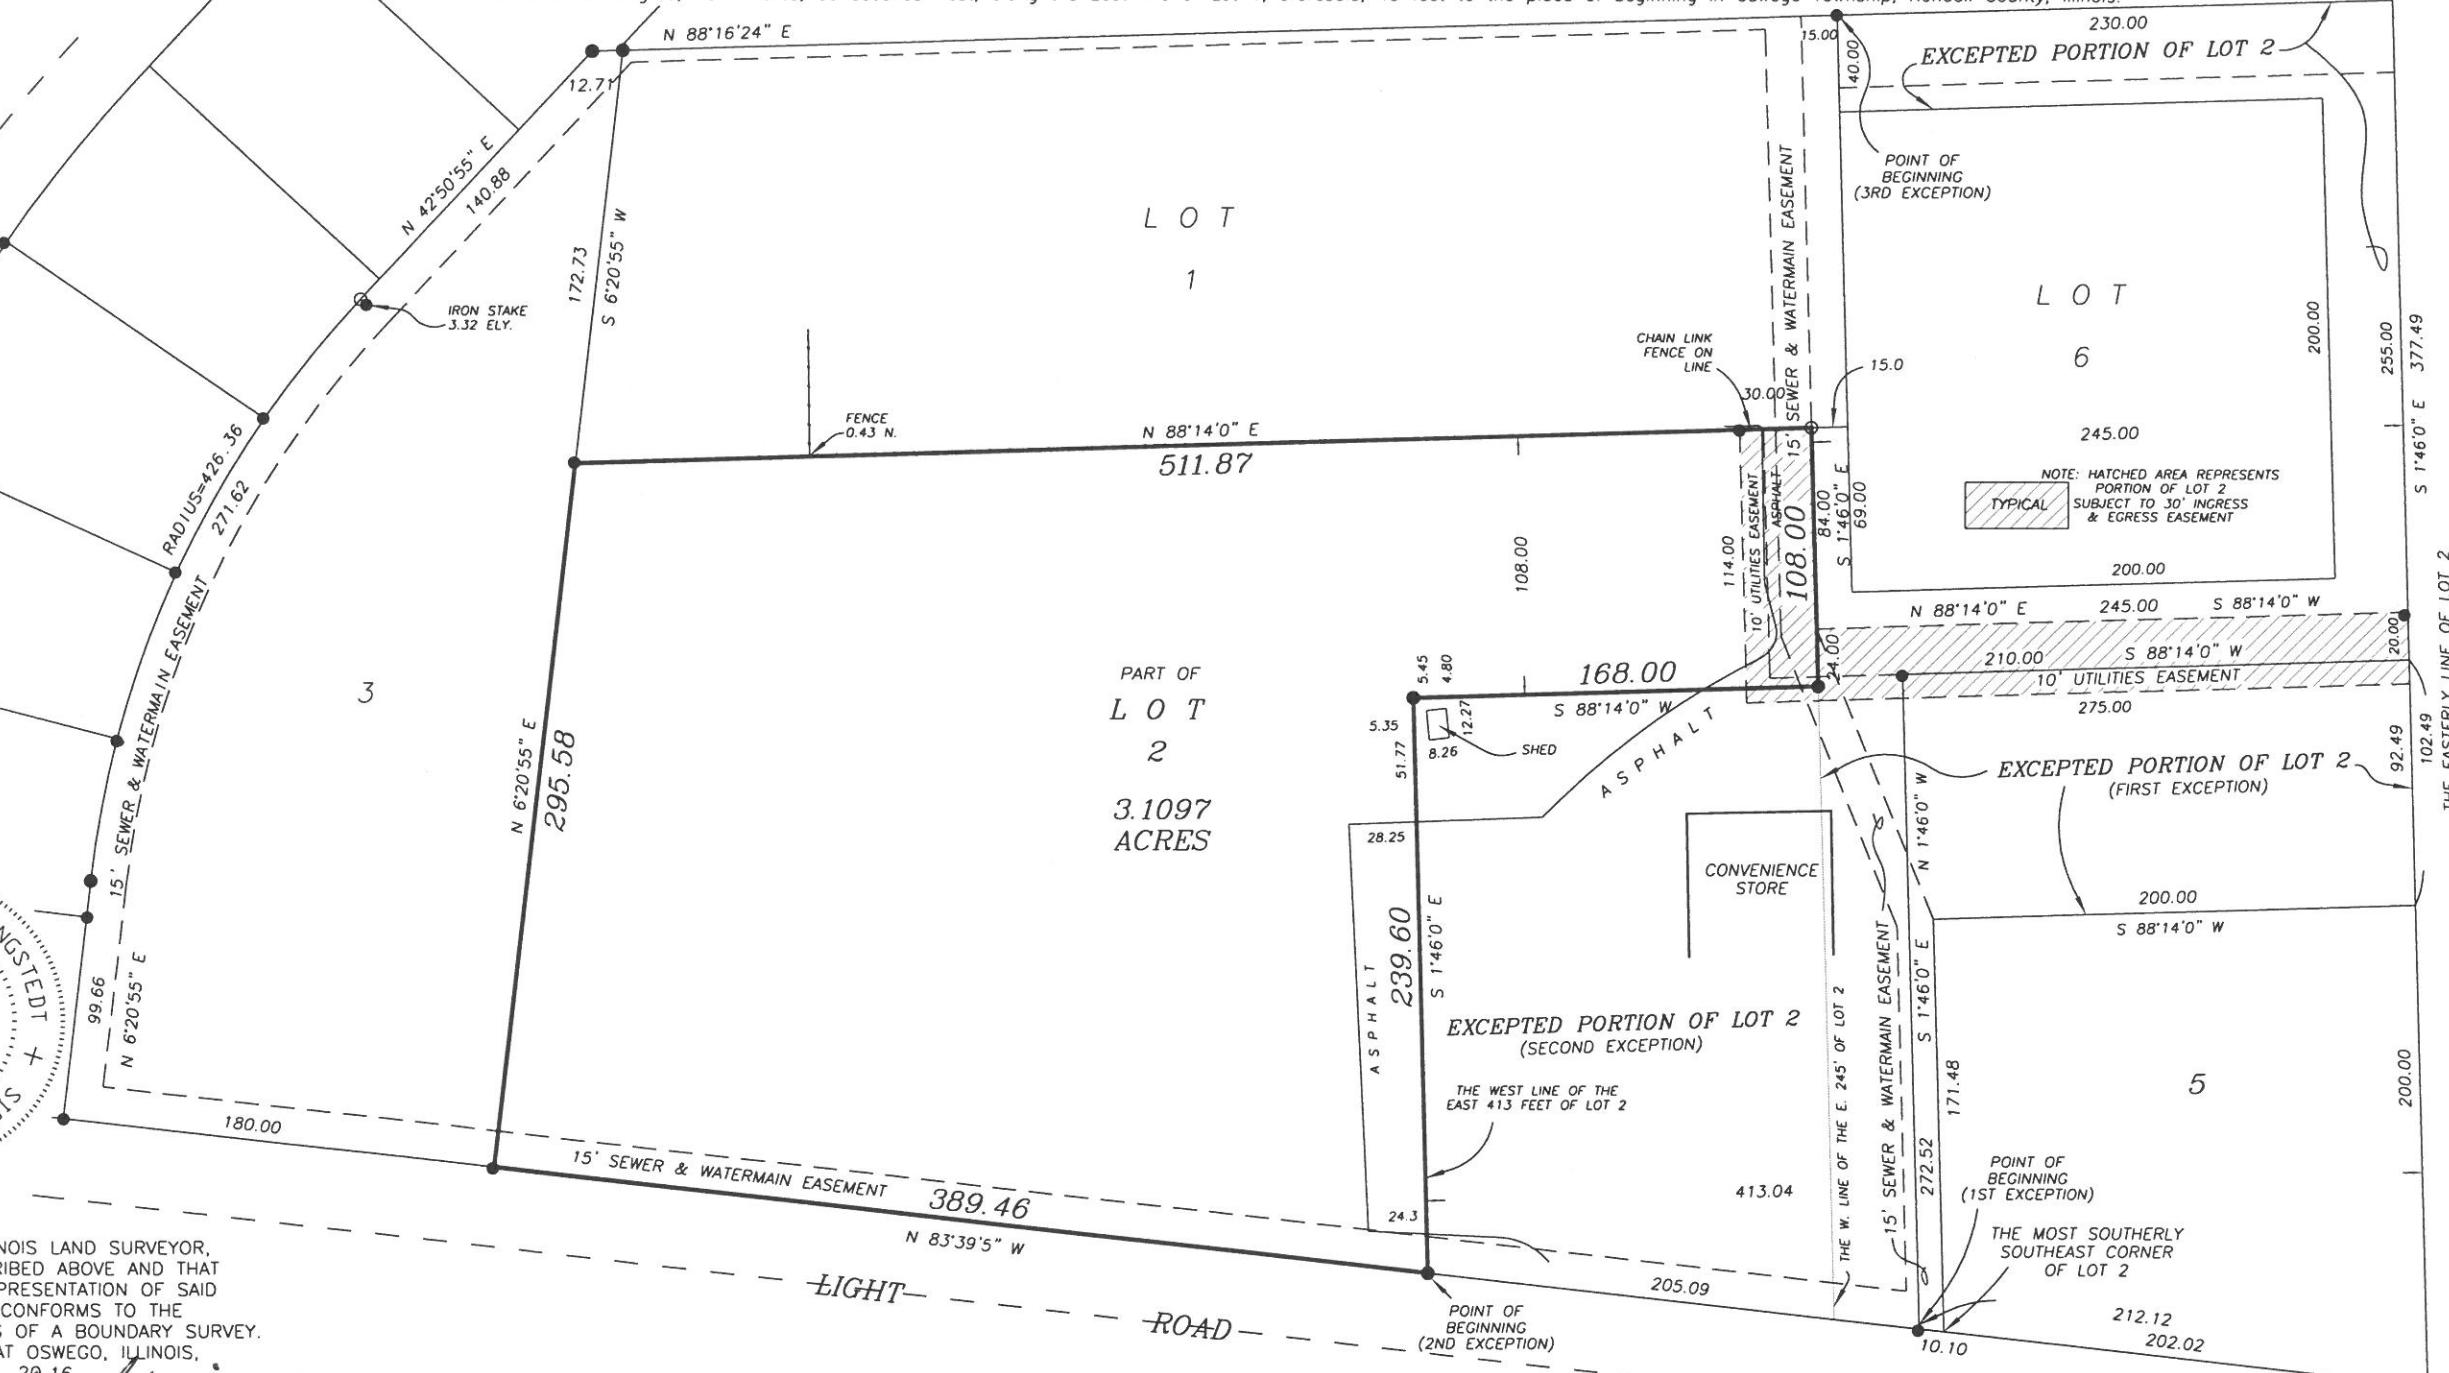 N 88°16'24" E
12.71
15.00
40.00
230.00
EXCEPTED PORTION OF LOT 2
N 42°50'55" E
140.88
POINT OF
BEGINNING
(3RD EXCEPTION)
15' SEWER & WATERMAIN EASEMENT
L O T
1
172.73
S 6°20'55" W
IRON STAKE
3.32 ELY.
L O T
6
200.00
255.00
377.49
S 1°46'0" E
CHAIN LINK
FENCE ON
LINE
30.00
15.0
FENCE
0.43 N.
N 88°14'0" E
511.87
245.00
RADIUS=426.36
271.62
NOTE: HATCHED AREA REPRESENTS
PORTION OF LOT 2
SUBJECT TO 30' INGRESS
& EGRESS EASEMENT
TYPICAL
10' UTILITIES EASEMENT
ASPHALT
114.00
108.00
108.00
84.00
S 1°46'0" E
69.00
200.00
N 88°14'0" E
245.00
S 88°14'0" W
20.00
THE EASTERLY LINE OF LOT 2
15' SEWER & WATERMAIN EASEMENT
24.00
210.00
S 88°14'0" W
10' UTILITIES EASEMENT
275.00
3
PART OF
L O T
2
3.1097
ACRES
5.45
4.80
168.00
S 88°14'0" W
5.35
12.27
8.26
SHED
51.77
ASPHALT
EXCEPTED PORTION OF LOT 2
(FIRST EXCEPTION)
92.49
102.49
N 6°20'55" E
295.58
28.25
CONVENIENCE
STORE
N 1°46'0" W
200.00
S 88°14'0" W
ASPHALT
239.60
S 1°46'0" E
S 1°46'0" E
NGSTEDT
99.66
N 6°20'55" E
EXCEPTED PORTION OF LOT 2
(SECOND EXCEPTION)
THE W. LINE OF THE E. 245' OF LOT 2
15' SEWER & WATERMAIN EASEMENT
171.48
5
200.00
THE WEST LINE OF THE
EAST 413 FEET OF LOT 2
180.00
15' SEWER & WATERMAIN EASEMENT
389.46
N 83°39'5" W
24.3
413.04
272.52
POINT OF
BEGINNING
(1ST EXCEPTION)
THE MOST SOUTHERLY
SOUTHEAST CORNER
OF LOT 2
LIGHT
ROAD
POINT OF
BEGINNING
(2ND EXCEPTION)
205.09
10.10
212.12
202.02
NOIS LAND SURVEYOR,
RIBED ABOVE AND THAT
PRESENTATION OF SAID
CONFORMS TO THE
S OF A BOUNDARY SURVEY.
AT OSWEGO, ILLINOIS,